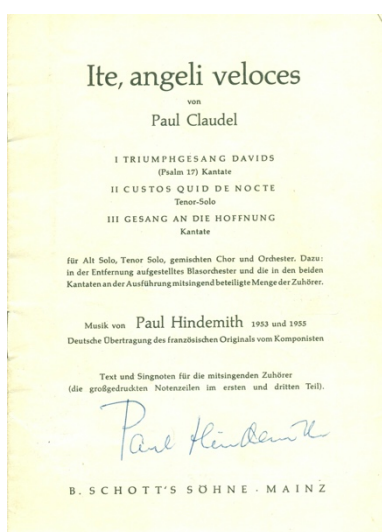 Ite, angeli veloces
von
Paul Claudel
I TRIUMPHGESANG DAVIDS
(Psalm 17) Kantate
II CUSTOS QUID DE NOCTE
Tenor-Solo
III GESANG AN DIE HOFFNUNG
Kantate
für Alt Solo, Tenor Solo, gemischten Chor und Orchester. Dazu:
in der Entfernung aufgestelltes Blasorchester und die in den beiden
Kantaten an der Ausführung mitsingend beteiligte Menge der Zuhörer.
Musik von Paul Hindemith 1953 und 1955
Deutsche Übertragung des französischen Originals vom Komponisten
Text und Singnoten für die mitsingenden Zuhörer
(die großgedruckten Notenzeilen im ersten und dritten Teil).
Paul Hindemith
B. SCHOTT'S SÖHNE · MAINZ